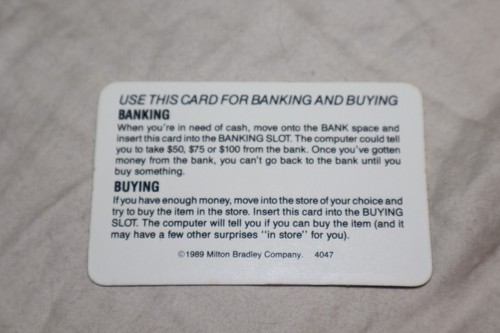 USE THIS CARD FOR BANKING AND BUYING
BANKING
When you're in need of cash, move onto the BANK space and
insert this card into the BANKING SLOT. The computer could tell
you to take $50, $75 or $100 from the bank. Once you've gotten
money from the bank, you can't go back to the bank until you
buy something.
BUYING
If you have enough money, move into the store of your choice and
try to buy the item in the store. Insert this card into the BUYING
SLOT. The computer will tell you if you can buy the item (and it
may have a few other surprises "in store" for you).
©1989 Milton Bradley Company. 4047